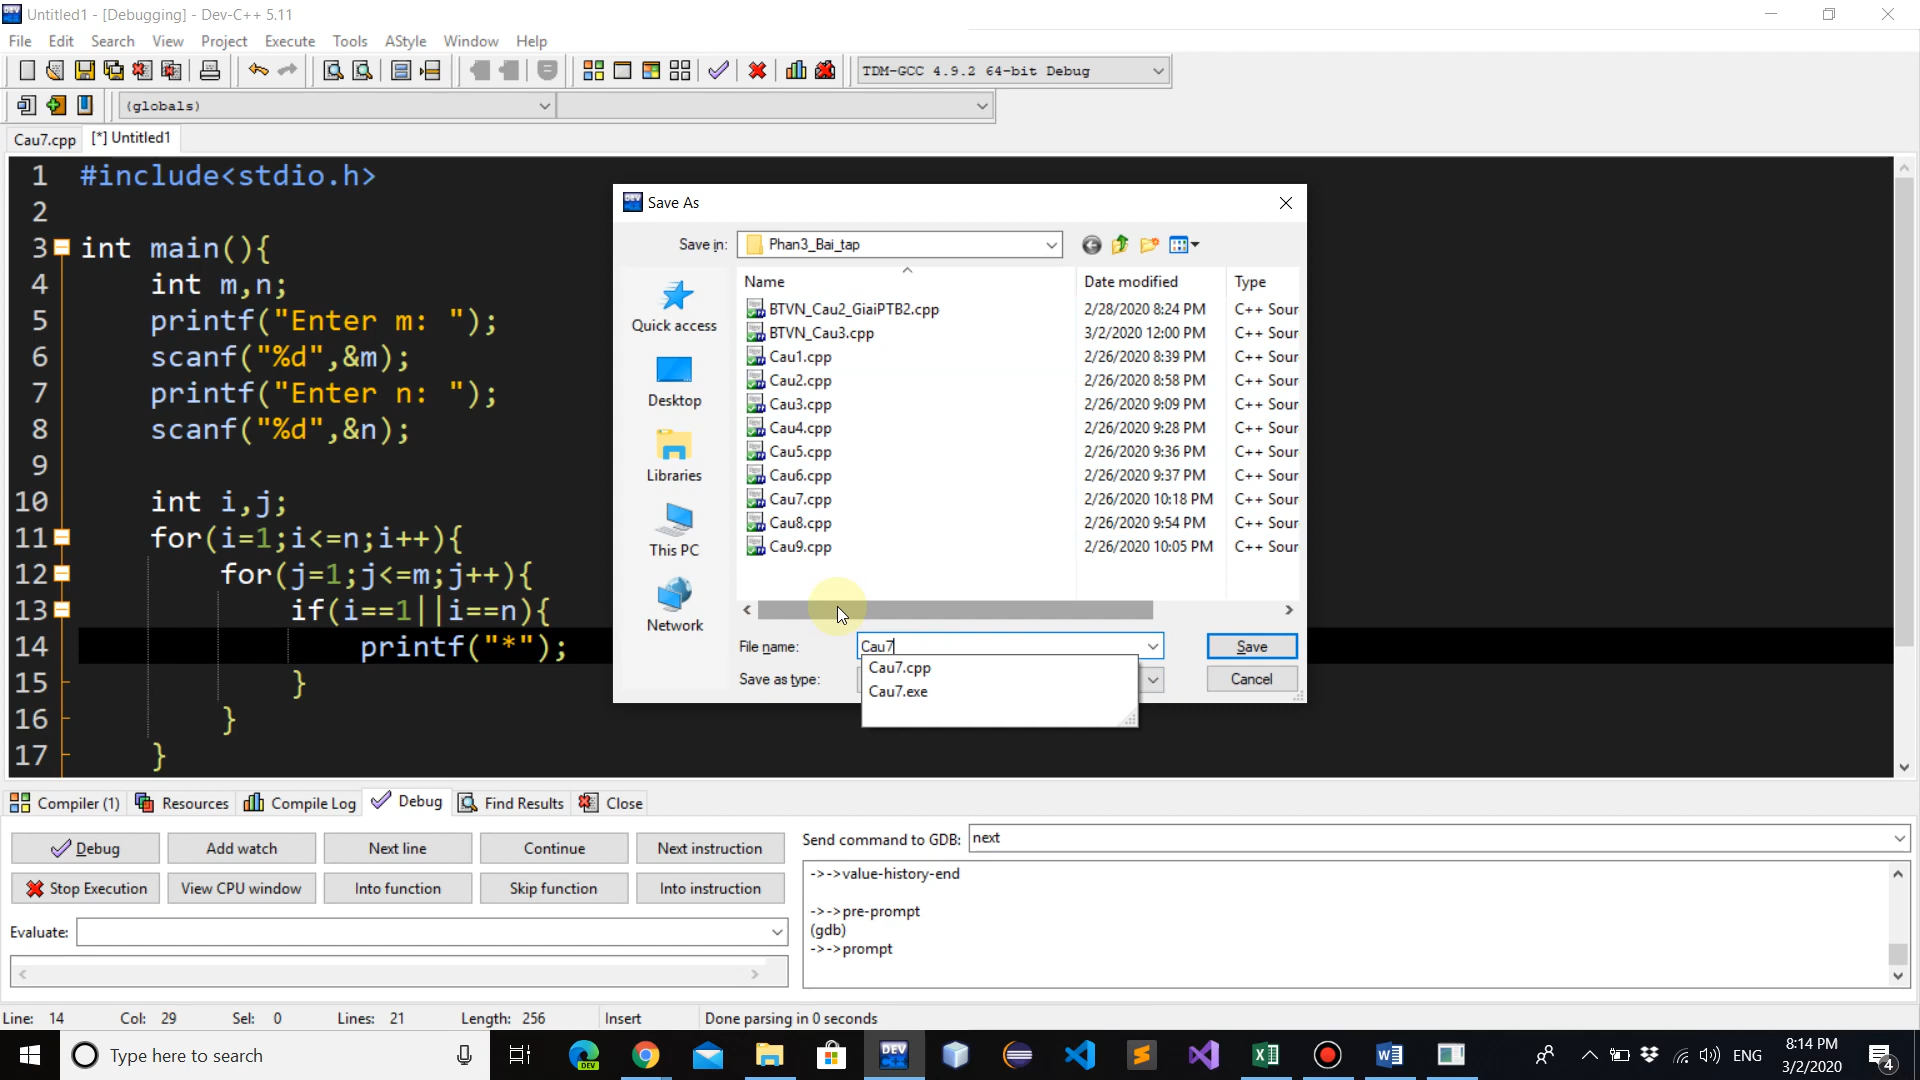 Untitled1 - [Debugging] - Dev-C++ 5.11
File Edit Search View Project Execute Tools AStyle Window Help
TDM-GCC 4.9.2 64-bit Debug
(globals)
Cau7.cpp [*] Untitled1
1 #include<stdio.h>
2
3 int main(){
4 int m,n;
5 printf("Enter m: ");
6 scanf("%d",&m);
7 printf("Enter n: ");
8 scanf("%d",&n);
9
10 int i,j;
11 for(i=1;i<=n;i++){
12 for(j=1;j<=m;j++){
13 if(i==1||i==n){
14 printf("*");
15 }
16 }
17 }
Save As
Save in: Phan3_Bai_tap
Quick access
Desktop
Libraries
This PC
Network
Name Date modified Type
BTVN_Cau2_GiaiPTB2.cpp 2/28/2020 8:24 PM C++ Sour
BTVN_Cau3.cpp 3/2/2020 12:00 PM C++ Sour
Cau1.cpp 2/26/2020 8:39 PM C++ Sour
Cau2.cpp 2/26/2020 8:58 PM C++ Sour
Cau3.cpp 2/26/2020 9:09 PM C++ Sour
Cau4.cpp 2/26/2020 9:28 PM C++ Sour
Cau5.cpp 2/26/2020 9:36 PM C++ Sour
Cau6.cpp 2/26/2020 9:37 PM C++ Sour
Cau7.cpp 2/26/2020 10:18 PM C++ Sour
Cau8.cpp 2/26/2020 9:54 PM C++ Sour
Cau9.cpp 2/26/2020 10:05 PM C++ Sour
File name: Cau7 Save
Cau7.cpp
Save as type: Cancel
Cau7.exe
Compiler (1) Resources Compile Log Debug Find Results Close
Debug Add watch Next line Continue Next instruction
Stop Execution View CPU window Into function Skip function Into instruction
Evaluate:
Send command to GDB: next
->->value-history-end
->->pre-prompt
(gdb)
->->prompt
Line: 14 Col: 29 Sel: 0 Lines: 21 Length: 256 Insert Done parsing in 0 seconds
Type here to search
DEV
DEV
ENG
8:14 PM
3/2/2020
4